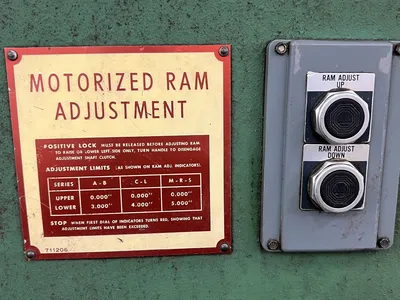 MOTORIZED RAM
ADJUSTMENT
POSITIVE LOCK MUST BE RELEASED BEFORE ADJUSTING RAM
TO RAISE OR LOWER LEFT SIDE ONLY, TURN HANDLE TO DISENGAGE
ADJUSTMENT SHAFT CLUTCH.
ADJUSTMENT LIMITS (AS SHOWN ON RAM ADJ. INDICATORS).
SERIES A-B C-L M-R-S
UPPER 0.000" 0.000" 0.000"
LOWER 3.000" 4.000" 5.000"
STOP WHEN FIRST DIAL OF INDICATORS TURNS RED, SHOWING THAT
ADJUSTMENT LIMITS HAVE BEEN EXCEEDED.
711206
RAM ADJUST
UP
RAM ADJUST
DOWN